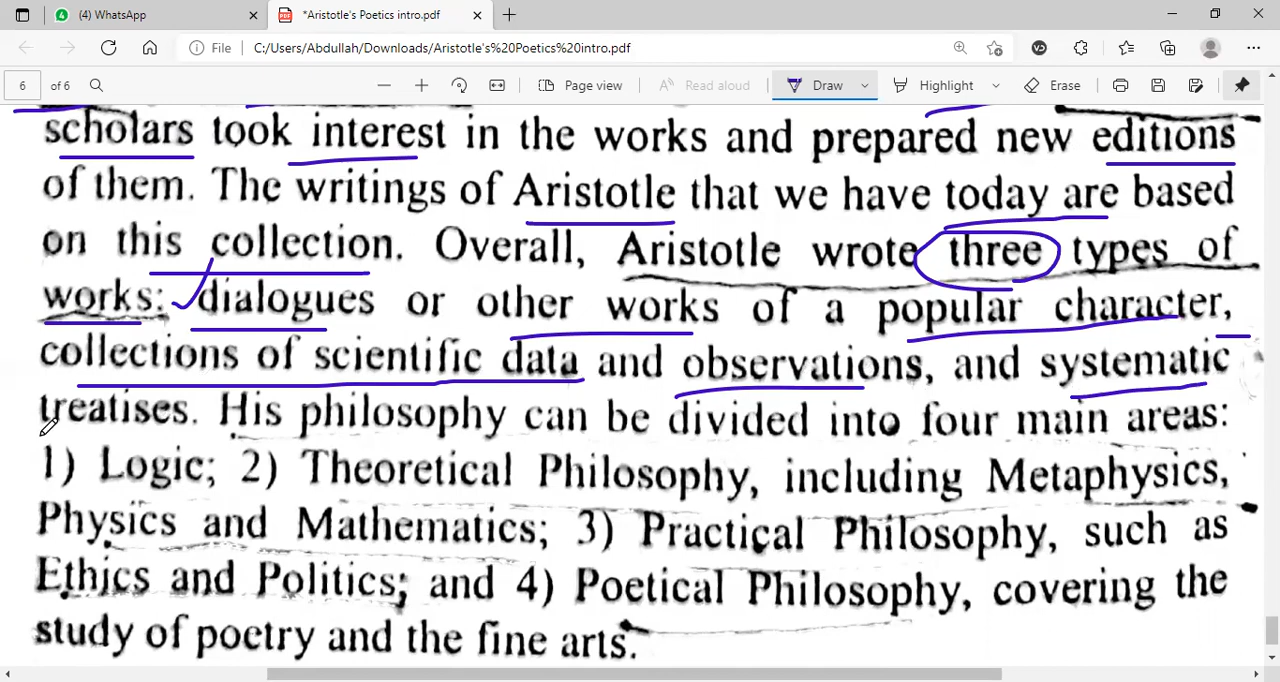 (4) WhatsApp
*Aristotle's Poetics intro.pdf
File C:/Users/Abdullah/Downloads/Aristotle's%20Poetics%20intro.pdf
6 of 6 Page view Read aloud Draw Highlight Erase
scholars took interest in the works and prepared new editions
of them. The writings of Aristotle that we have today are based
on this collection. Overall, Aristotle wrote three types of
works: dialogues or other works of a popular character,
collections of scientific data and observations, and systematic
treatises. His philosophy can be divided into four main areas:
1) Logic; 2) Theoretical Philosophy, including Metaphysics,
Physics and Mathematics; 3) Practical Philosophy, such as
Ethics and Politics; and 4) Poetical Philosophy, covering the
study of poetry and the fine arts.